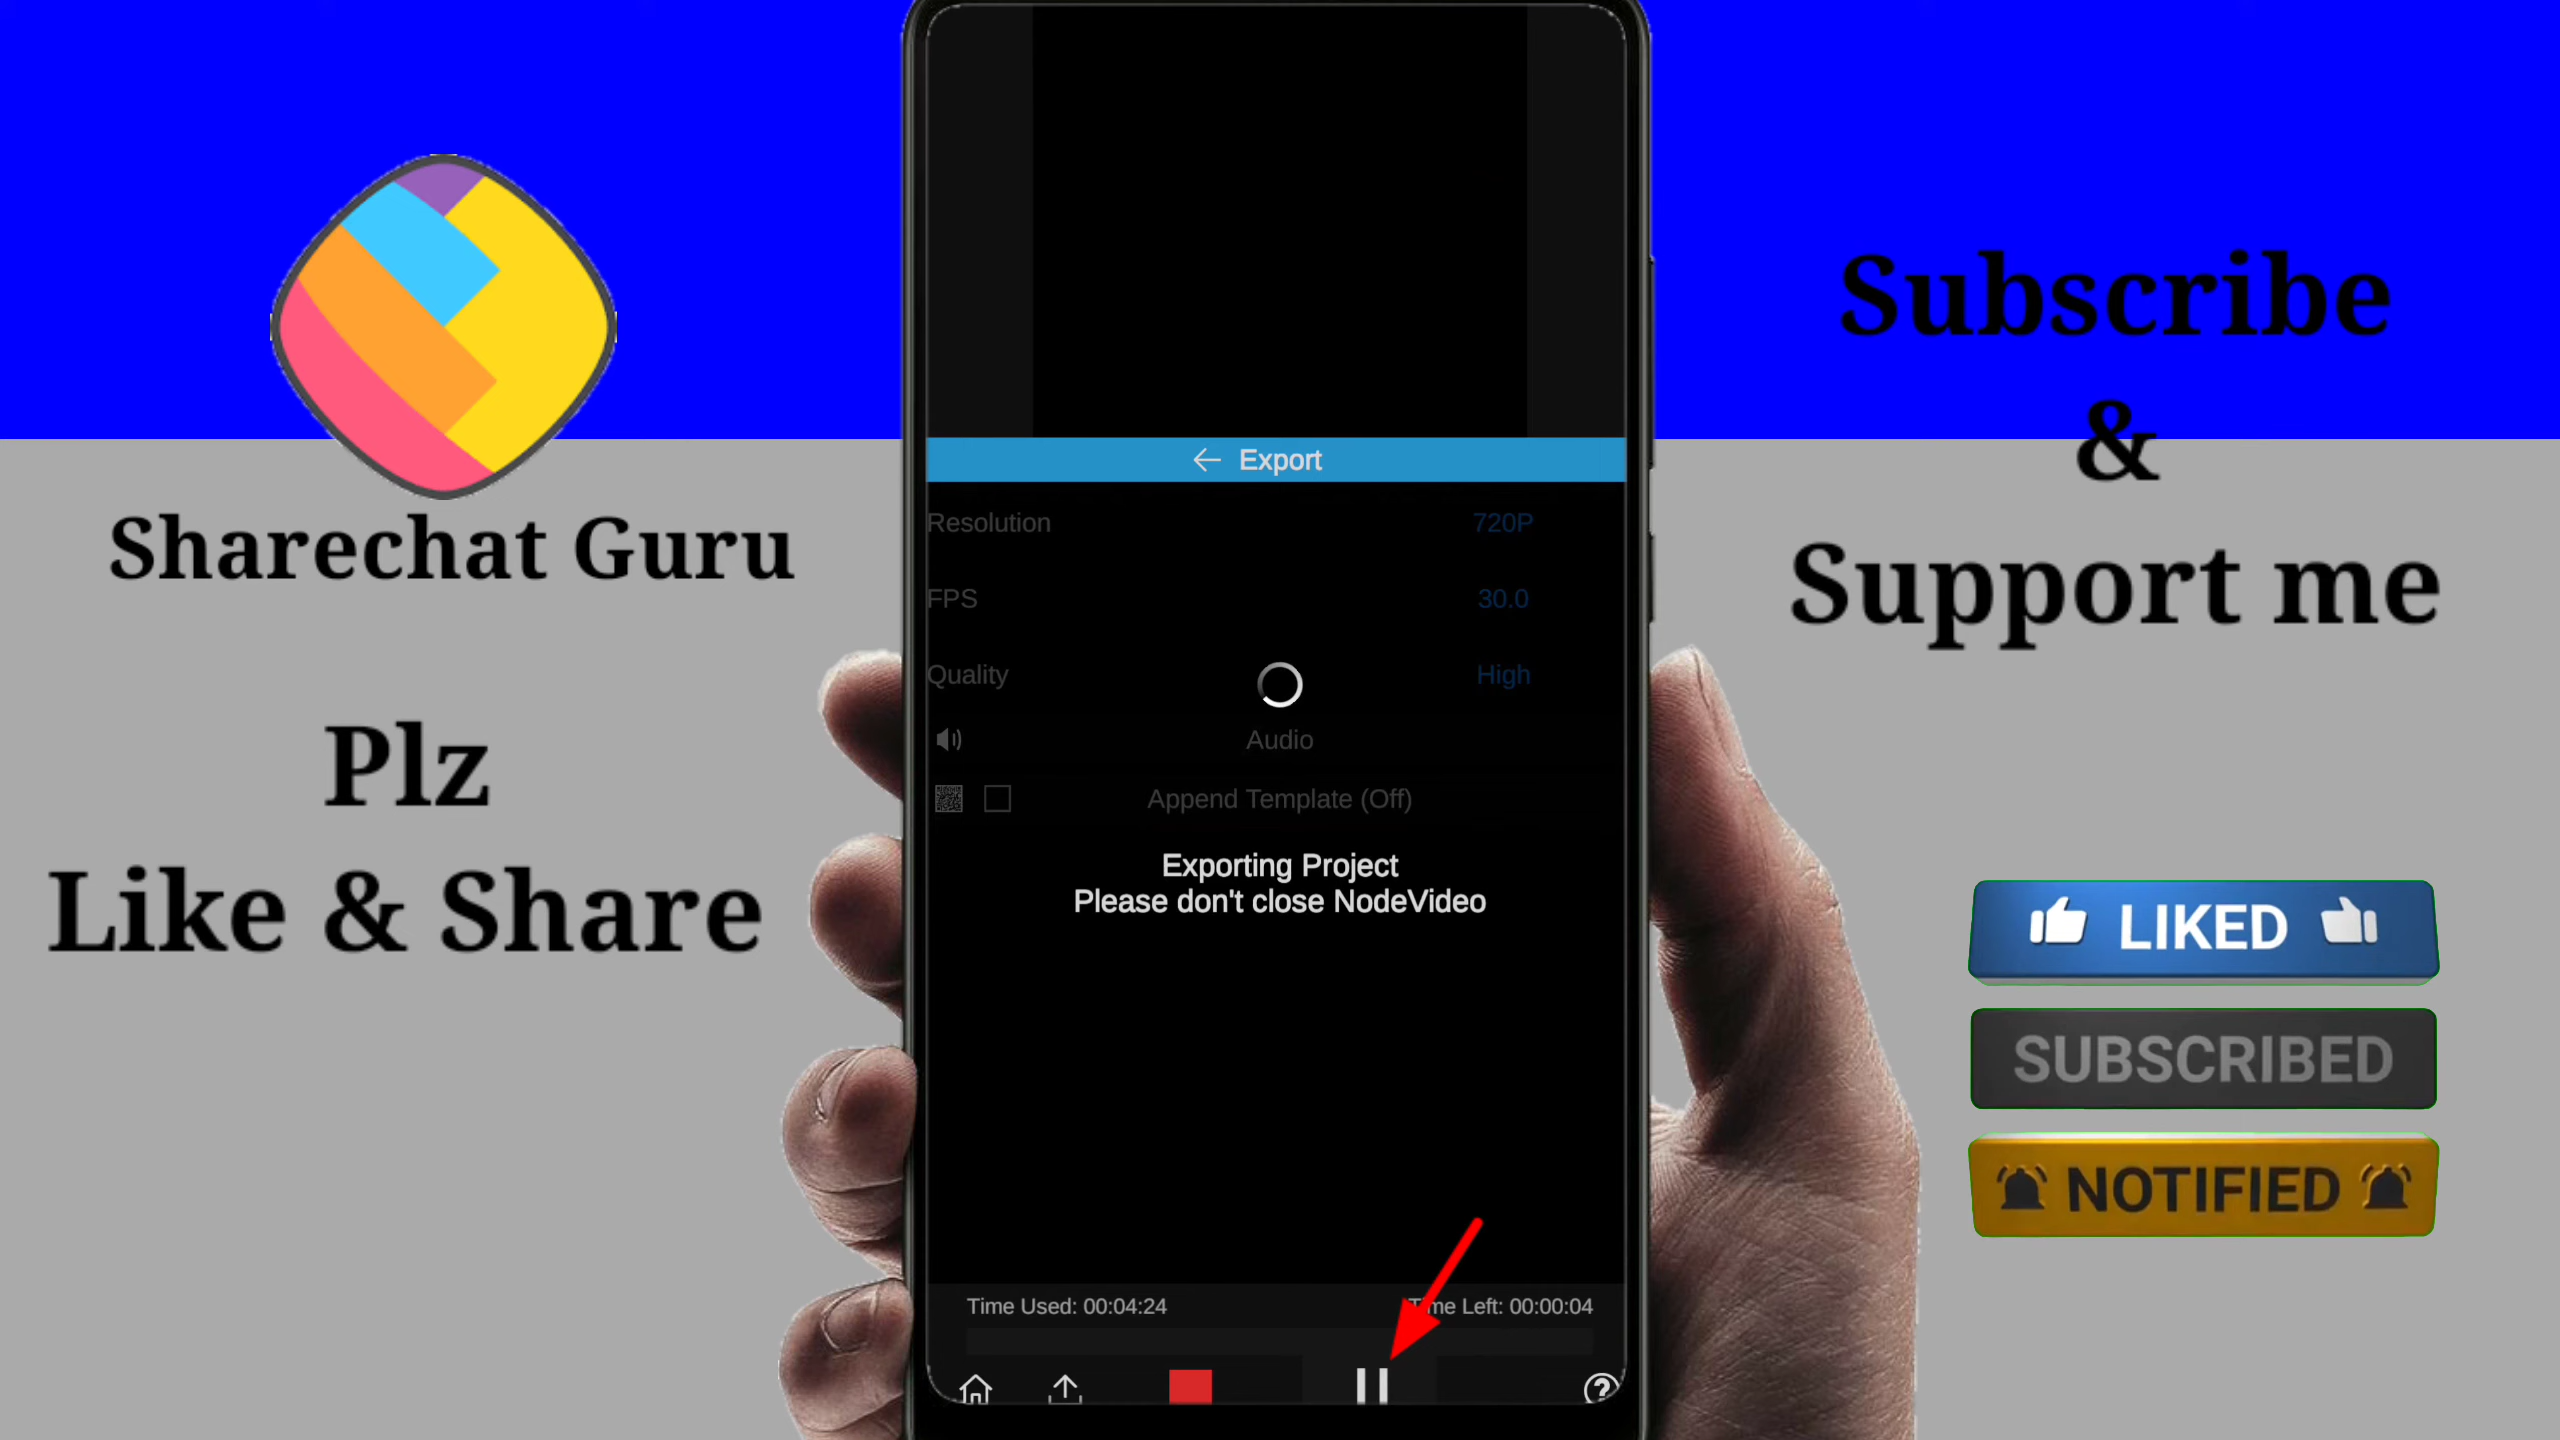 Sharechat Guru
Plz
Like & Share
Export
Resolution 720P
FPS 30.0
Quality High
Audio
Append Template (Off)
Exporting Project
Please don't close NodeVideo
Time Used: 00:04:24
Time Left: 00:00:04
Subscribe
&
Support me
LIKED
SUBSCRIBED
NOTIFIED